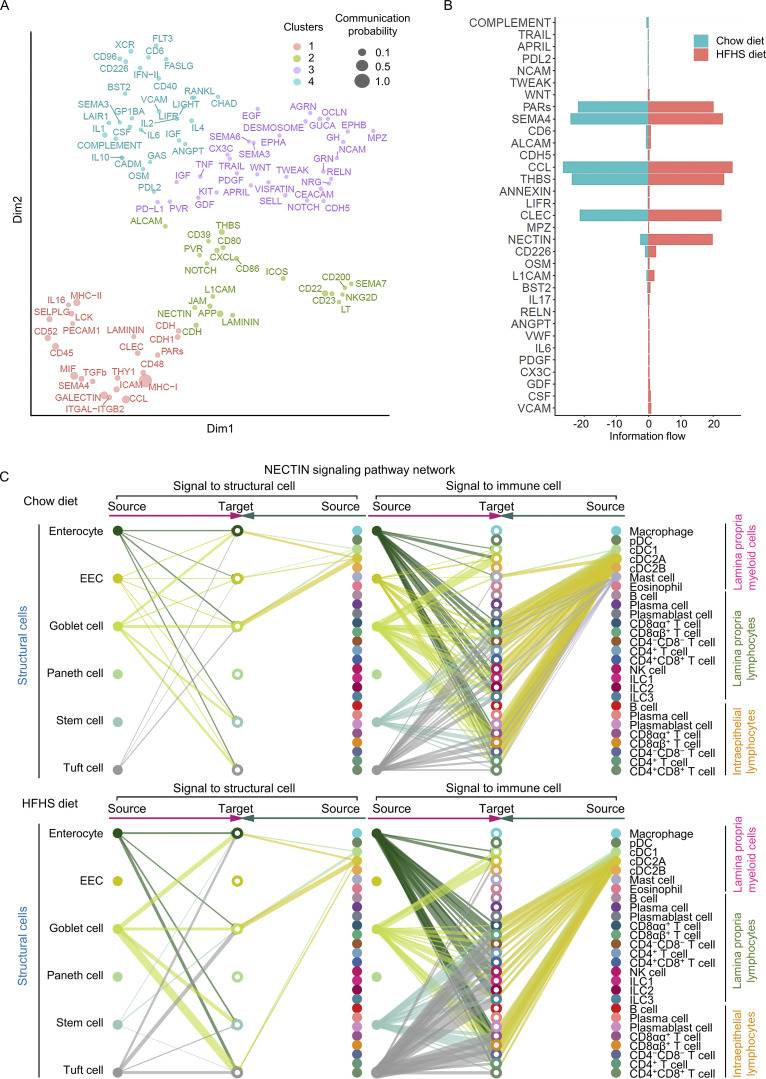 A
Clusters
1
2
3
4
Communication
probability
0.1
0.5
1.0
Dim2
Dim1
XCR
FLT3
CD96
CD6
CD226
FASLG
IFN-II
BST2
CD40
RANKL
SEMA3
VCAM
LIGHT
CHAD
GP1BA
LIFR
LAIR1
IL2
IL1
CSF
IL6
IL4
COMPLEMENT
IGF
ANGPT
IL10
GAS
CADM
OSM
PDL2
AGRN
OCLN
EGF
GUCA
EPHB
DESMOSOME
MPZ
SEMA6
EPHA
GH
NCAM
CX3C
SEMA3
GRN
TNF
TRAIL
WNT
TWEAK
RELN
IGF
PDGF
NRG
KIT
APRIL
VISFATIN
CEACAM
PD-L1
PVR
GDF
SELL
NOTCH
CDH5
ALCAM
THBS
CD39
CD80
PVR
CXCL
NOTCH
CD86
ICOS
CD200
SEMA7
CD22
CD23
NKG2D
LT
L1CAM
JAM
NECTIN
APP
LAMININ
CDH
IL16
MHC-II
SELPLG
LCK
PECAM1
LAMININ
CDH
CD52
CDH1
CD45
CLEC
PARs
MIF
TGFb
THY1
CD48
SEMA4
ICAM
MHC-I
GALECTIN
CCL
ITGAL-ITGB2
B
Chow diet
HFHS diet
COMPLEMENT
TRAIL
APRIL
PDL2
NCAM
TWEAK
WNT
PARs
SEMA4
CD6
ALCAM
CDH5
CCL
THBS
ANNEXIN
LIFR
CLEC
MPZ
NECTIN
CD226
OSM
L1CAM
BST2
IL17
RELN
ANGPT
VWF
IL6
PDGF
CX3C
GDF
CSF
VCAM
-20 -10 0 10 20
Information flow
C
NECTIN signaling pathway network
Signal to structural cell
Signal to immune cell
Chow diet
Source Target Source
Source Target Source
Structural cells
Enterocyte
EEC
Goblet cell
Paneth cell
Stem cell
Tuft cell
Macrophage
pDC
cDC1
cDC2A
cDC2B
Mast cell
Eosinophil
B cell
Plasma cell
Plasmablast cell
CD8αα⁺ T cell
CD8αβ⁺ T cell
CD4⁻CD8⁻ T cell
CD4⁺ T cell
CD4⁺CD8⁺ T cell
NK cell
ILC1
ILC2
ILC3
B cell
Plasma cell
Plasmablast cell
CD8αα⁺ T cell
CD8αβ⁺ T cell
CD4⁻CD8⁻ T cell
CD4⁺ T cell
CD4⁺CD8⁺ T cell
Lamina propria
myeloid cells
Lamina propria
lymphocytes
Intraepithelial
lymphocytes
Signal to structural cell
Signal to immune cell
HFHS diet
Source Target Source
Source Target Source
Structural cells
Enterocyte
EEC
Goblet cell
Paneth cell
Stem cell
Tuft cell
Macrophage
pDC
cDC1
cDC2A
cDC2B
Mast cell
Eosinophil
B cell
Plasma cell
Plasmablast cell
CD8αα⁺ T cell
CD8αβ⁺ T cell
CD4⁻CD8⁻ T cell
CD4⁺ T cell
CD4⁺CD8⁺ T cell
NK cell
ILC1
ILC2
ILC3
B cell
Plasma cell
Plasmablast cell
CD8αα⁺ T cell
CD8αβ⁺ T cell
CD4⁻CD8⁻ T cell
CD4⁺ T cell
CD4⁺CD8⁺ T cell
Lamina propria
myeloid cells
Lamina propria
lymphocytes
Intraepithelial
lymphocytes